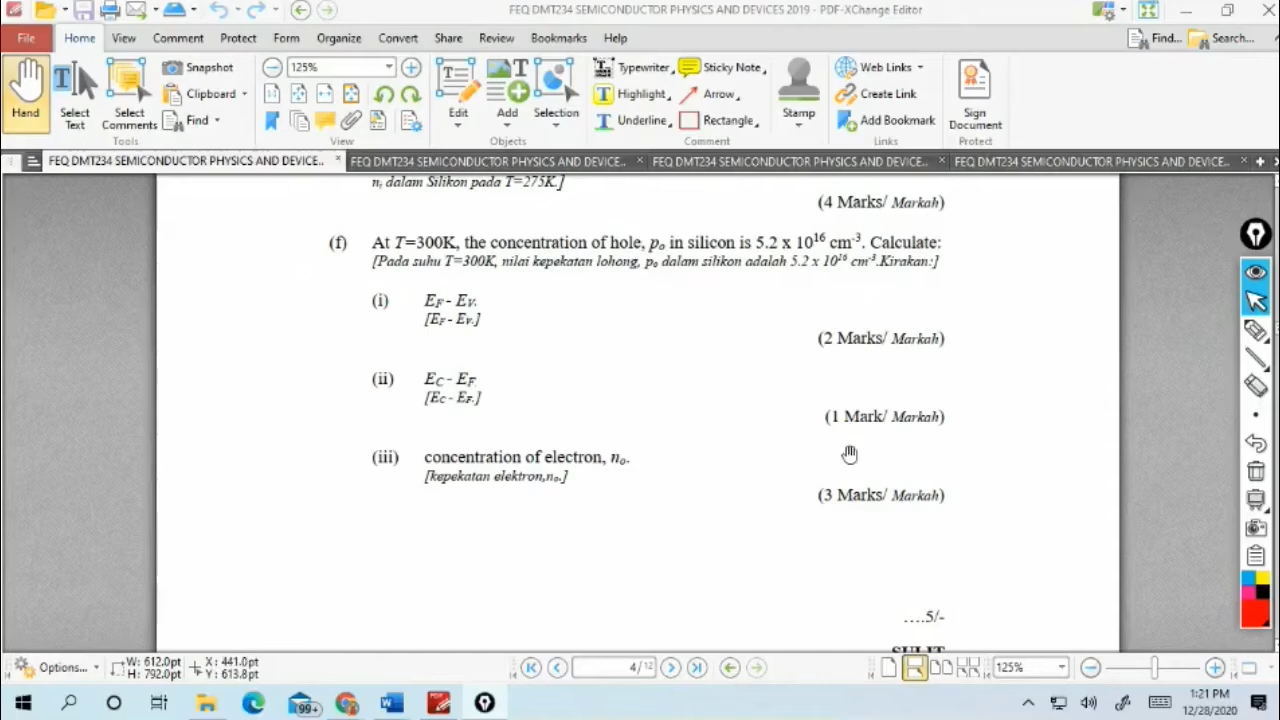 FEQ DMT234 SEMICONDUCTOR PHYSICS AND DEVICES 2019 - PDF-XChange Editor
File Home View Comment Protect Form Organize Convert Share Review Bookmarks Help Find... Search...
Hand
Select Text
Select Comments
Snapshot
Clipboard
Find
Tools
125%
View
Edit
Add
Selection
Objects
Typewriter
Highlight
Underline
Sticky Note
Arrow
Rectangle
Comment
Stamp
Web Links
Create Link
Add Bookmark
Links
Sign Document
Protect
FEQ DMT234 SEMICONDUCTOR PHYSICS AND DEVICE.. FEQ DMT234 SEMICONDUCTOR PHYSICS AND DEVICE.. FEQ DMT234 SEMICONDUCTOR PHYSICS AND DEVICE.. FEQ DMT234 SEMICONDUCTOR PHYSICS AND DEVICE..
nᵢ dalam Silikon pada T=275K.]
(4 Marks/ Markah)
(f) At T=300K, the concentration of hole, pₒ in silicon is 5.2 x 10¹⁶ cm⁻³. Calculate:
[Pada suhu T=300K, nilai kepekatan lohong, pₒ dalam silikon adalah 5.2 x 10¹⁶ cm⁻³.Kirakan:]
(i) E_F - E_V.
[E_F - E_V.]
(2 Marks/ Markah)
(ii) E_C - E_F
[E_C - E_F.]
(1 Mark/ Markah)
(iii) concentration of electron, nₒ.
[kepekatan elektron,nₒ.]
(3 Marks/ Markah)
....5/-
SULIT
Options...
W: 612.0pt
H: 792.0pt
X: 441.0pt
Y: 613.8pt
4 / 12
125%
99+
1:21 PM
12/28/2020